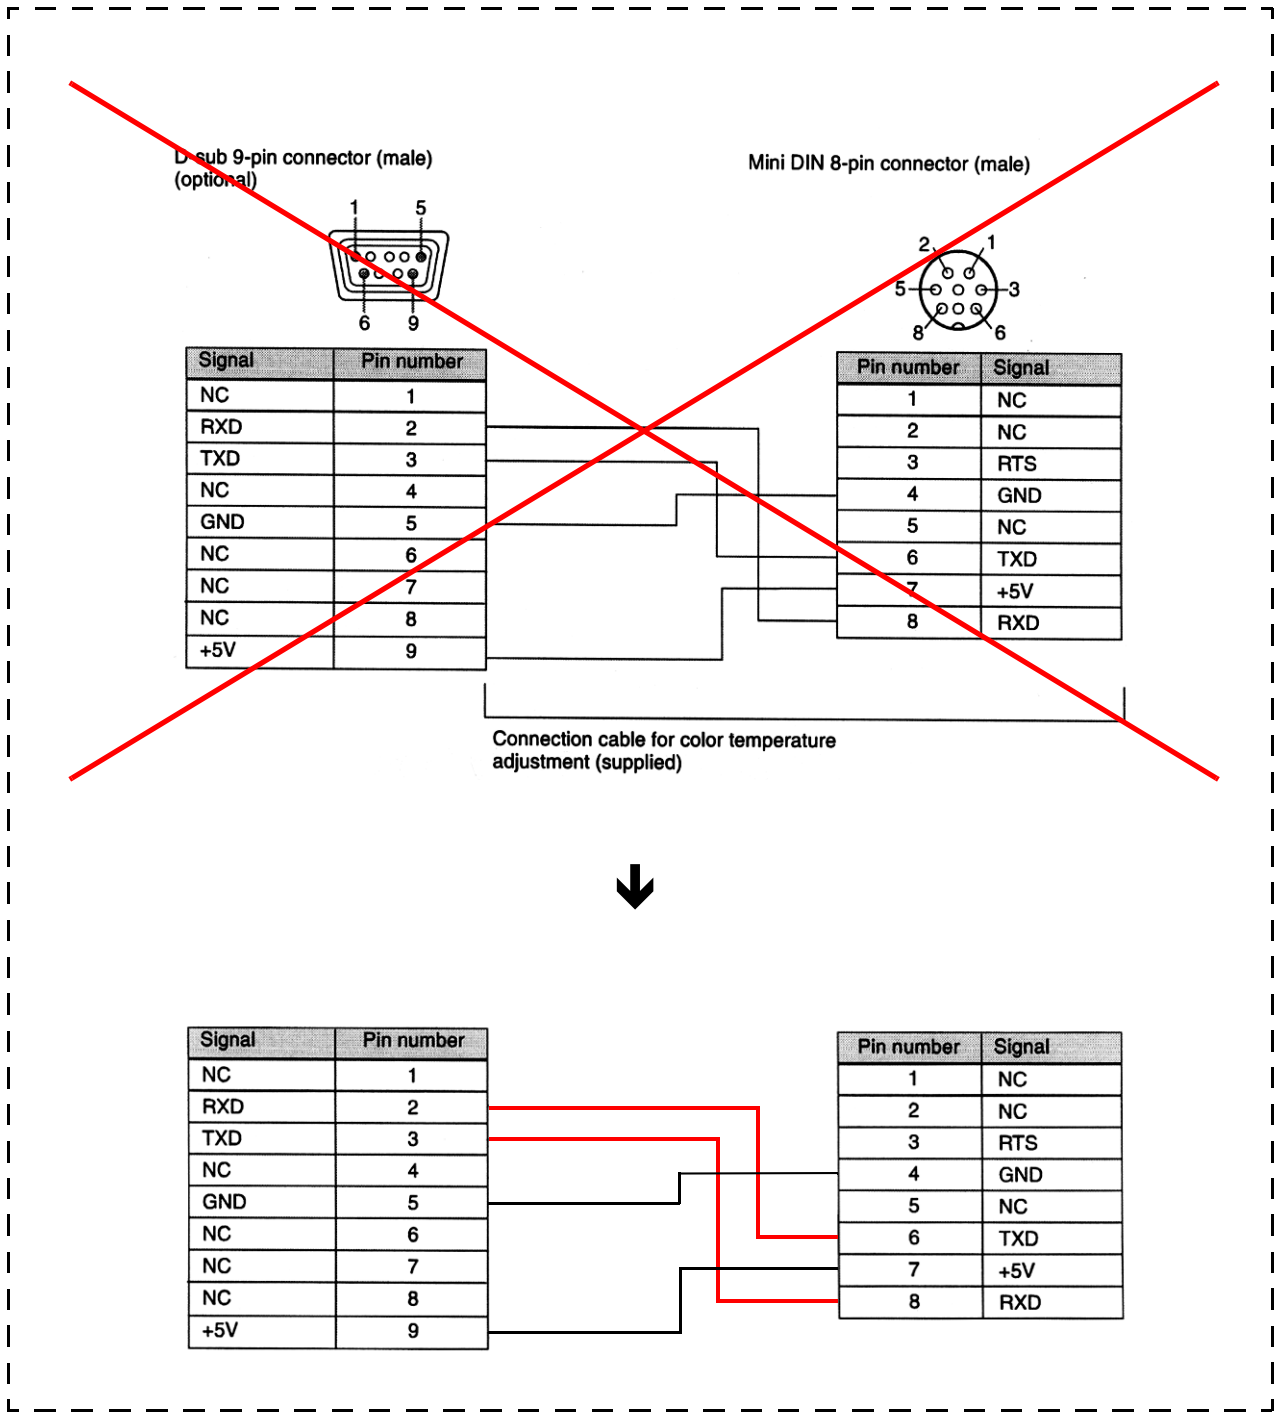 D-sub 9-pin connector (male)
(optional)
Mini DIN 8-pin connector (male)
1 5
6 9
2 1
5 3
8 6
Signal Pin number
NC 1
RXD 2
TXD 3
NC 4
GND 5
NC 6
NC 7
NC 8
+5V 9
Pin number Signal
1 NC
2 NC
3 RTS
4 GND
5 NC
6 TXD
7 +5V
8 RXD
Connection cable for color temperature
adjustment (supplied)
Signal Pin number
NC 1
RXD 2
TXD 3
NC 4
GND 5
NC 6
NC 7
NC 8
+5V 9
Pin number Signal
1 NC
2 NC
3 RTS
4 GND
5 NC
6 TXD
7 +5V
8 RXD